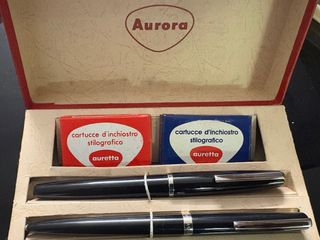 Aurora
cartucce d'inchiostro
stilografico
auretta
cartucce d'inchiostro
stilografico
auretta